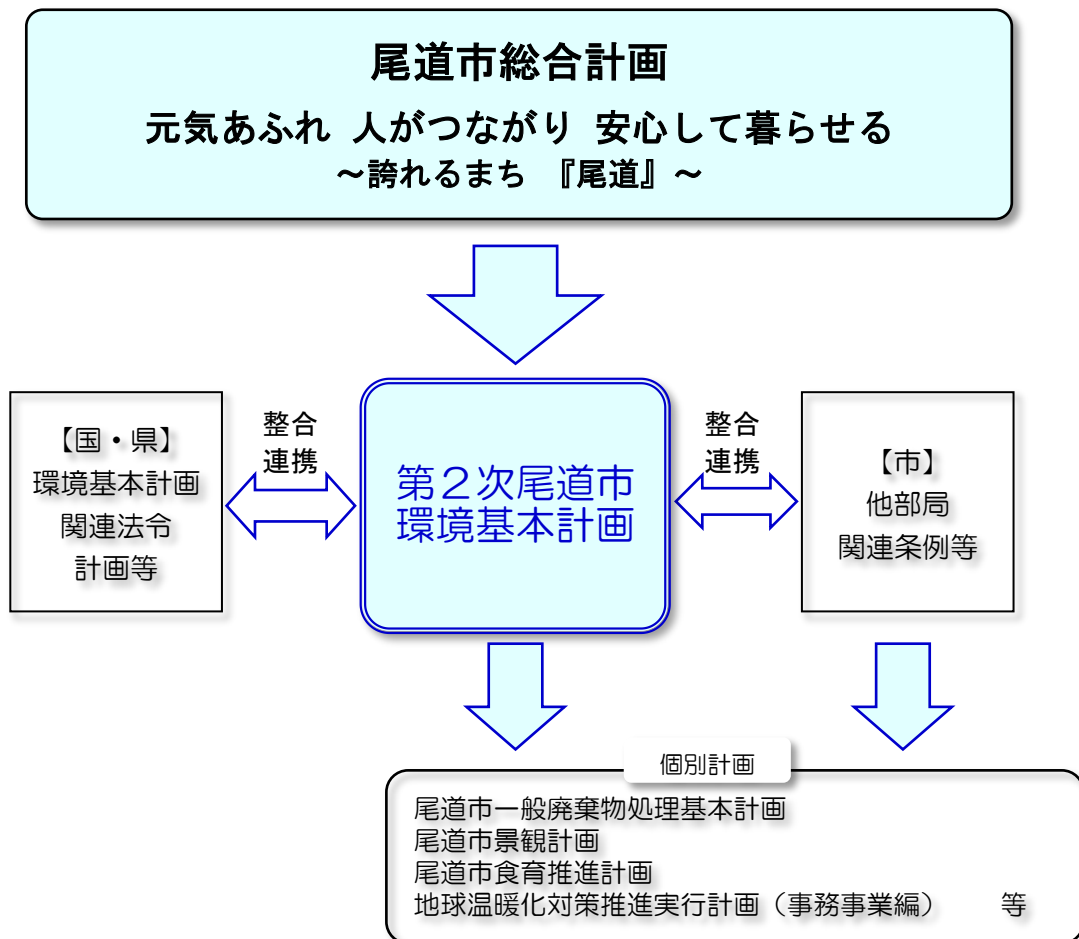 尾道市総合計画
元気あふれ 人がつながり 安心して暮らせる
～誇れるまち 『尾道』～
【国・県】
環境基本計画
関連法令
計画等
整合
連携
第２次尾道市
環境基本計画
整合
連携
【市】
他部局
関連条例等
個別計画
尾道市一般廃棄物処理基本計画
尾道市景観計画
尾道市食育推進計画
地球温暖化対策推進実行計画（事務事業編） 等